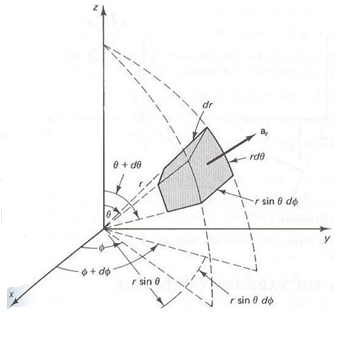 z
dr
a_r
θ + dθ
r
rdθ
θ
r sin θ dϕ
y
ϕ
ϕ + dϕ
r sin θ
x
r sin θ dϕ